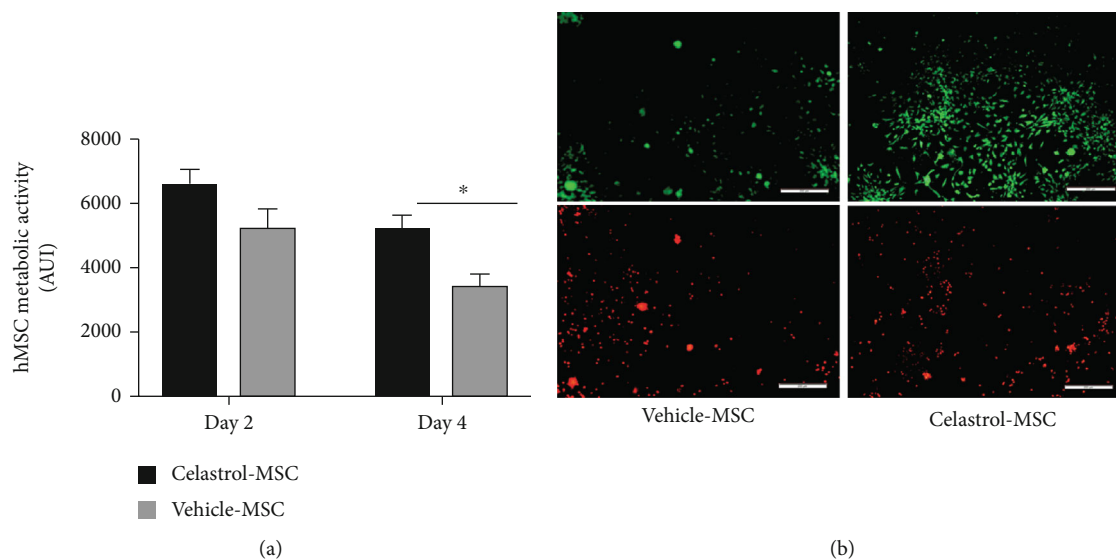 8000
6000
4000
2000
0
hMSC metabolic activity
(AUI)
*
Day 2
Day 4
Celastrol-MSC
Vehicle-MSC
(a)
Vehicle-MSC
Celastrol-MSC
(b)